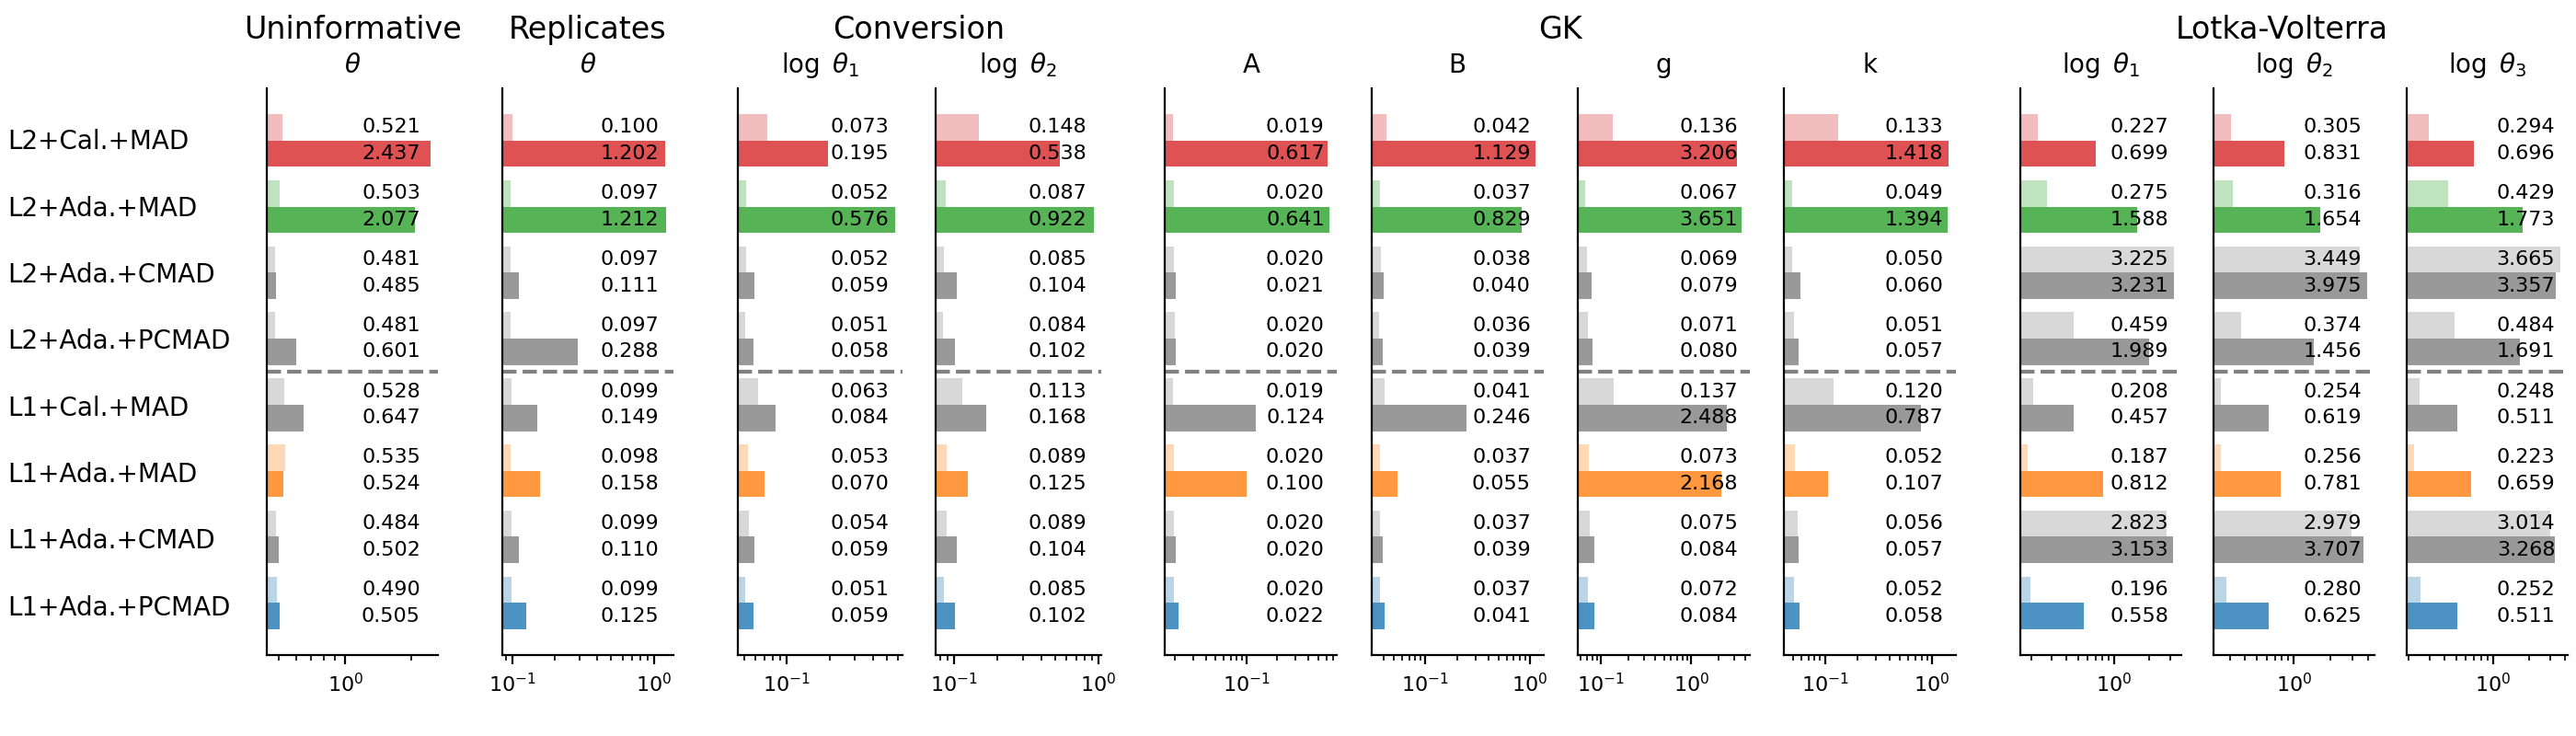 Uninformative Replicates Conversion GK Lotka-Volterra
θ θ log θ₁ log θ₂ A B g k log θ₁ log θ₂ log θ₃
0.521 0.100 0.073 0.148 0.019 0.042 0.136 0.133 0.227 0.305 0.294
L2+Cal.+MAD
2.437 1.202 0.195 0.538 0.617 1.129 3.206 1.418 0.699 0.831 0.696
0.503 0.097 0.052 0.087 0.020 0.037 0.067 0.049 0.275 0.316 0.429
L2+Ada.+MAD
2.077 1.212 0.576 0.922 0.641 0.829 3.651 1.394 1.588 1.654 1.773
0.481 0.097 0.052 0.085 0.020 0.038 0.069 0.050 3.225 3.449 3.665
L2+Ada.+CMAD
0.485 0.111 0.059 0.104 0.021 0.040 0.079 0.060 3.231 3.975 3.357
0.481 0.097 0.051 0.084 0.020 0.036 0.071 0.051 0.459 0.374 0.484
L2+Ada.+PCMAD
0.601 0.288 0.058 0.102 0.020 0.039 0.080 0.057 1.989 1.456 1.691
0.528 0.099 0.063 0.113 0.019 0.041 0.137 0.120 0.208 0.254 0.248
L1+Cal.+MAD
0.647 0.149 0.084 0.168 0.124 0.246 2.488 0.787 0.457 0.619 0.511
0.535 0.098 0.053 0.089 0.020 0.037 0.073 0.052 0.187 0.256 0.223
L1+Ada.+MAD
0.524 0.158 0.070 0.125 0.100 0.055 2.168 0.107 0.812 0.781 0.659
0.484 0.099 0.054 0.089 0.020 0.037 0.075 0.056 2.823 2.979 3.014
L1+Ada.+CMAD
0.502 0.110 0.059 0.104 0.020 0.039 0.084 0.057 3.153 3.707 3.268
0.490 0.099 0.051 0.085 0.020 0.037 0.072 0.052 0.196 0.280 0.252
L1+Ada.+PCMAD
0.505 0.125 0.059 0.102 0.022 0.041 0.084 0.058 0.558 0.625 0.511
10⁰ 10⁻¹ 10⁰ 10⁻¹ 10⁻¹ 10⁰ 10⁻¹ 10⁻¹ 10⁰ 10⁻¹ 10⁰ 10⁻¹ 10⁰ 10⁰ 10⁰ 10⁰